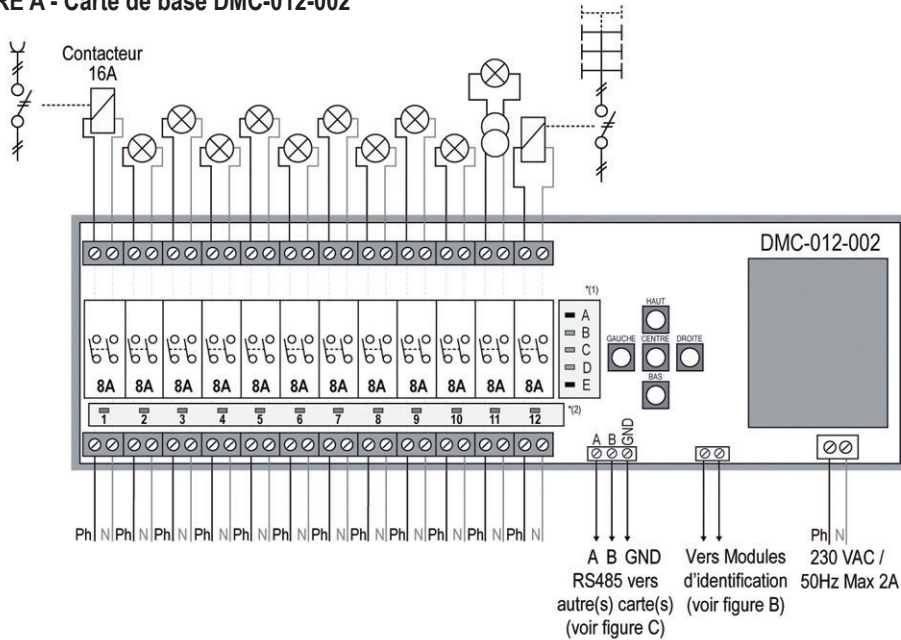 RE A - Carte de base DMC-012-002
Contacteur
16A
DMC-012-002
*(1)
A
B
C
D
E
HAUT
GAUCHE CENTRE DROITE
BAS
8A 8A 8A 8A 8A 8A 8A 8A 8A 8A 8A 8A
1 2 3 4 5 6 7 8 9 10 11 12
*(2)
A B GND
Ph N Ph N Ph N Ph N Ph N Ph N Ph N Ph N Ph N Ph N Ph N Ph N
Ph N
A B GND
RS485 vers
autre(s) carte(s)
(voir figure C)
Vers Modules
d'identification
(voir figure B)
230 VAC /
50Hz Max 2A